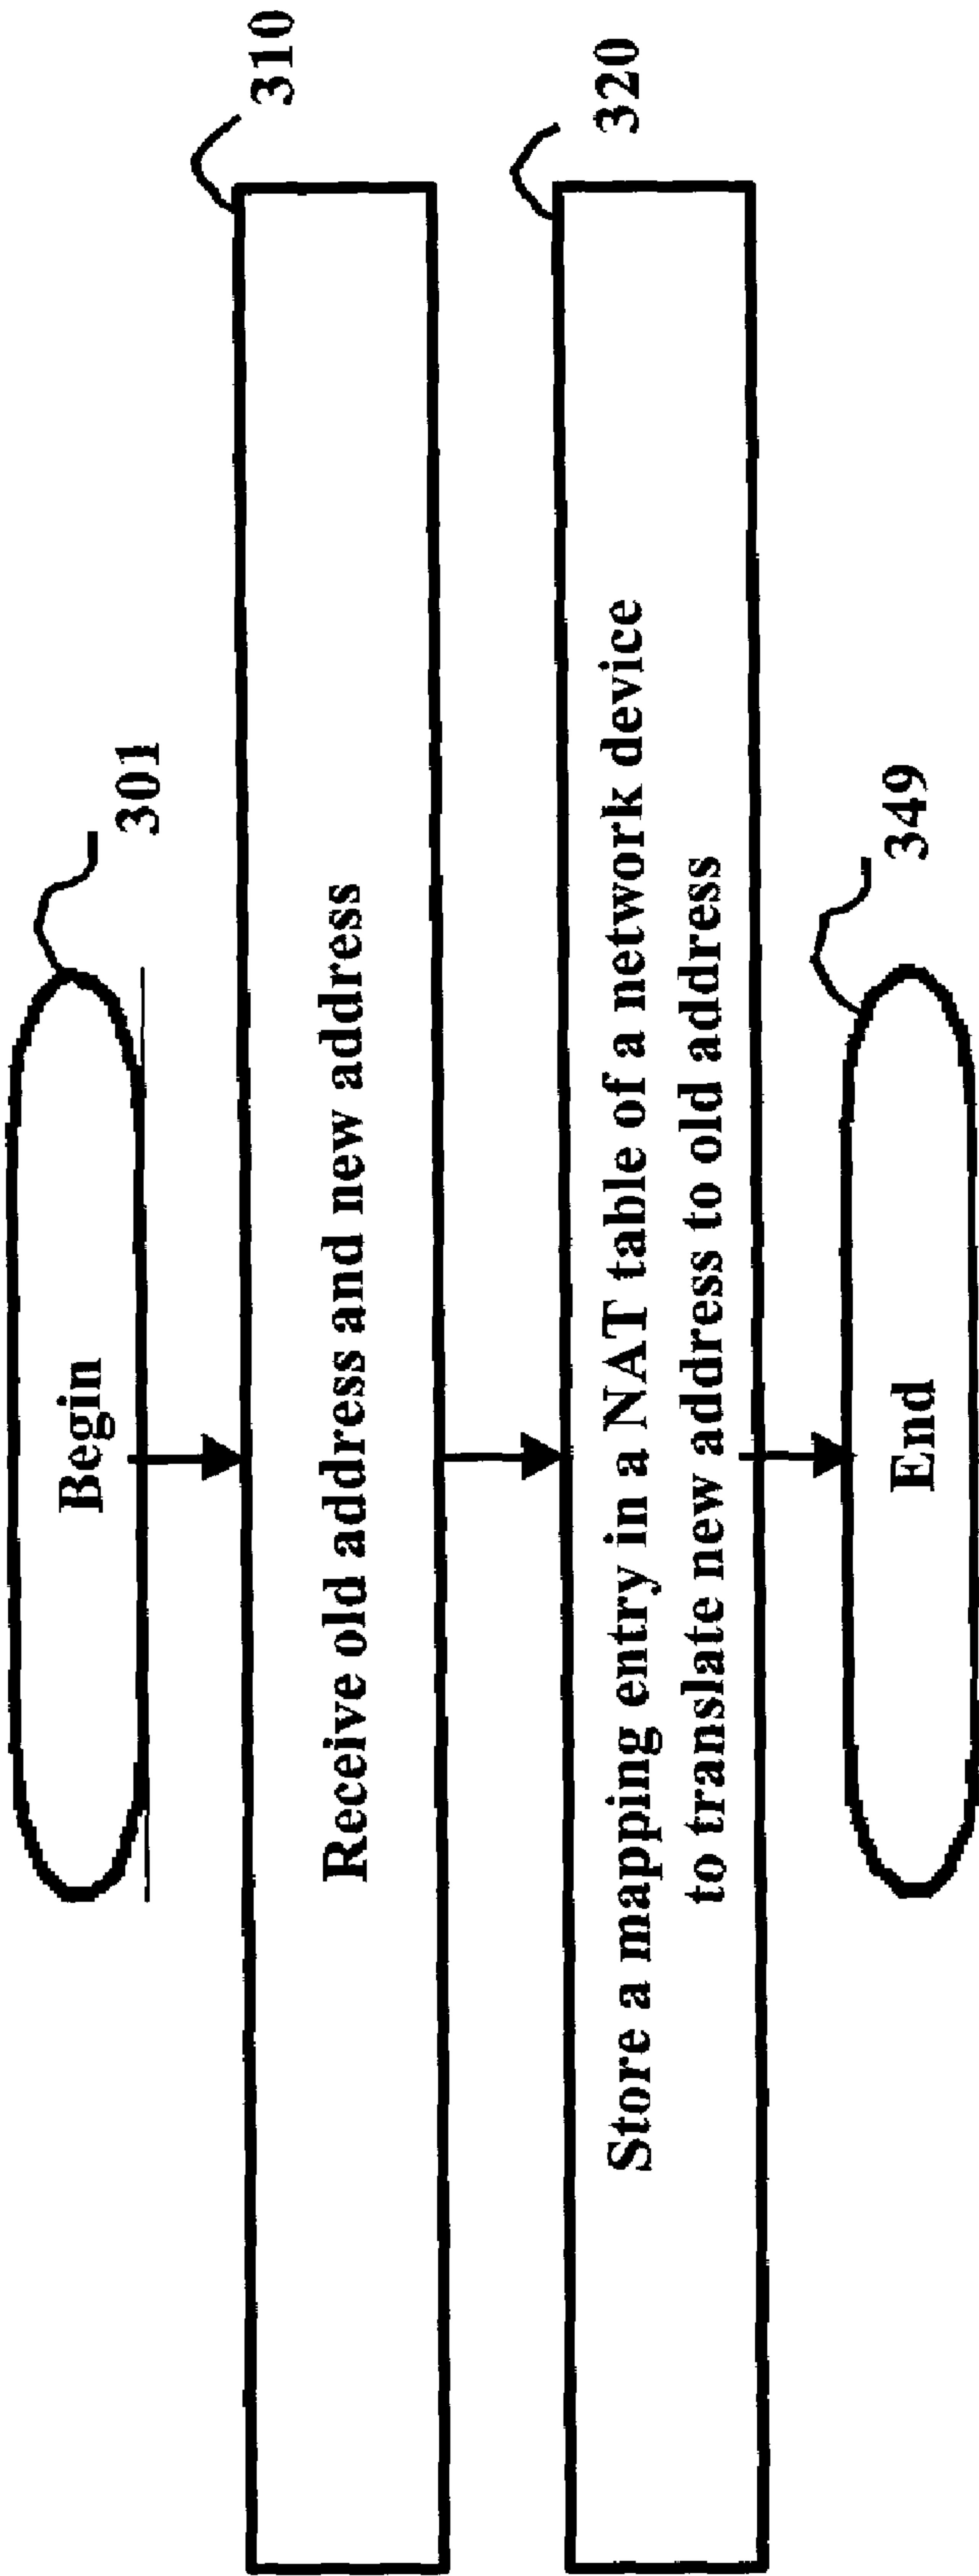 Begin
301
310
Receive old address and new address
320
Store a mapping entry in a NAT table of a network device
to translate new address to old address
349
End